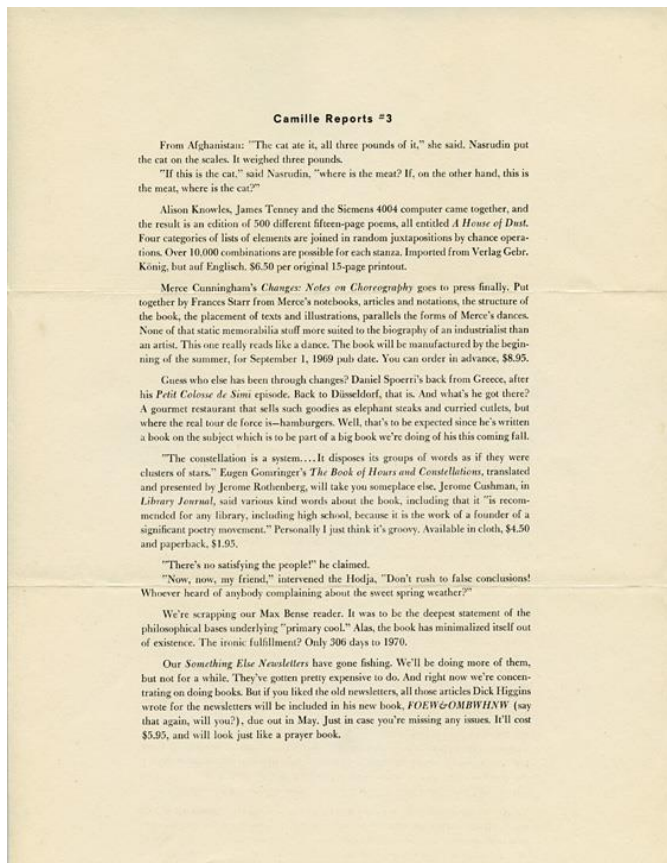 Camille Reports #3
From Afghanistan: "The cat ate it, all three pounds of it," she said. Nasrudin put
the cat on the scales. It weighed three pounds.
"If this is the cat," said Nasrudin, "where is the meat? If, on the other hand, this is
the meat, where is the cat?"
Alison Knowles, James Tenney and the Siemens 4004 computer came together, and
the result is an edition of 500 different fifteen-page poems, all entitled A House of Dust.
Four categories of lists of elements are joined in random juxtapositions by chance opera-
tions. Over 10,000 combinations are possible for each stanza. Imported from Verlag Gebr.
König, but auf Englisch. $6.50 per original 15-page printout.
Merce Cunningham's Changes: Notes on Choreography goes to press finally. Put
together by Frances Starr from Merce's notebooks, articles and notations, the structure of
the book, the placement of texts and illustrations, parallels the forms of Merce's dances.
None of that static memorabilia stuff more suited to the biography of an industrialist than
an artist. This one really reads like a dance. The book will be manufactured by the begin-
ning of the summer, for September 1, 1969 pub date. You can order in advance, $8.95.
Guess who else has been through changes? Daniel Spoerri's back from Greece, after
his Petit Colosse de Simi episode. Back to Düsseldorf, that is. And what's he got there?
A gourmet restaurant that sells such goodies as elephant steaks and curried cutlets, but
where the real tour de force is—hamburgers. Well, that's to be expected since he's written
a book on the subject which is to be part of a big book we're doing of his this coming fall.
"The constellation is a system....It disposes its groups of words as if they were
clusters of stars." Eugen Gomringer's The Book of Hours and Constellations, translated
and presented by Jerome Rothenberg, will take you someplace else. Jerome Cushman, in
Library Journal, said various kind words about the book, including that it "is recom-
mended for any library, including high school, because it is the work of a founder of a
significant poetry movement." Personally I just think it's groovy. Available in cloth, $4.50
and paperback, $1.95.
"There's no satisfying the people!" he claimed.
"Now, now, my friend," intervened the Hodja, "Don't rush to false conclusions!
Whoever heard of anybody complaining about the sweet spring weather?"
We're scrapping our Max Bense reader. It was to be the deepest statement of the
philosophical bases underlying "primary cool." Alas, the book has minimalized itself out
of existence. The ironic fulfillment? Only 306 days to 1970.
Our Something Else Newsletters have gone fishing. We'll be doing more of them,
but not for a while. They've gotten pretty expensive to do. And right now we're concen-
trating on doing books. But if you liked the old newsletters, all those articles Dick Higgins
wrote for the newsletters will be included in his new book, FOEW&OMBWHNW (say
that again, will you?), due out in May. Just in case you're missing any issues. It'll cost
$5.95, and will look just like a prayer book.